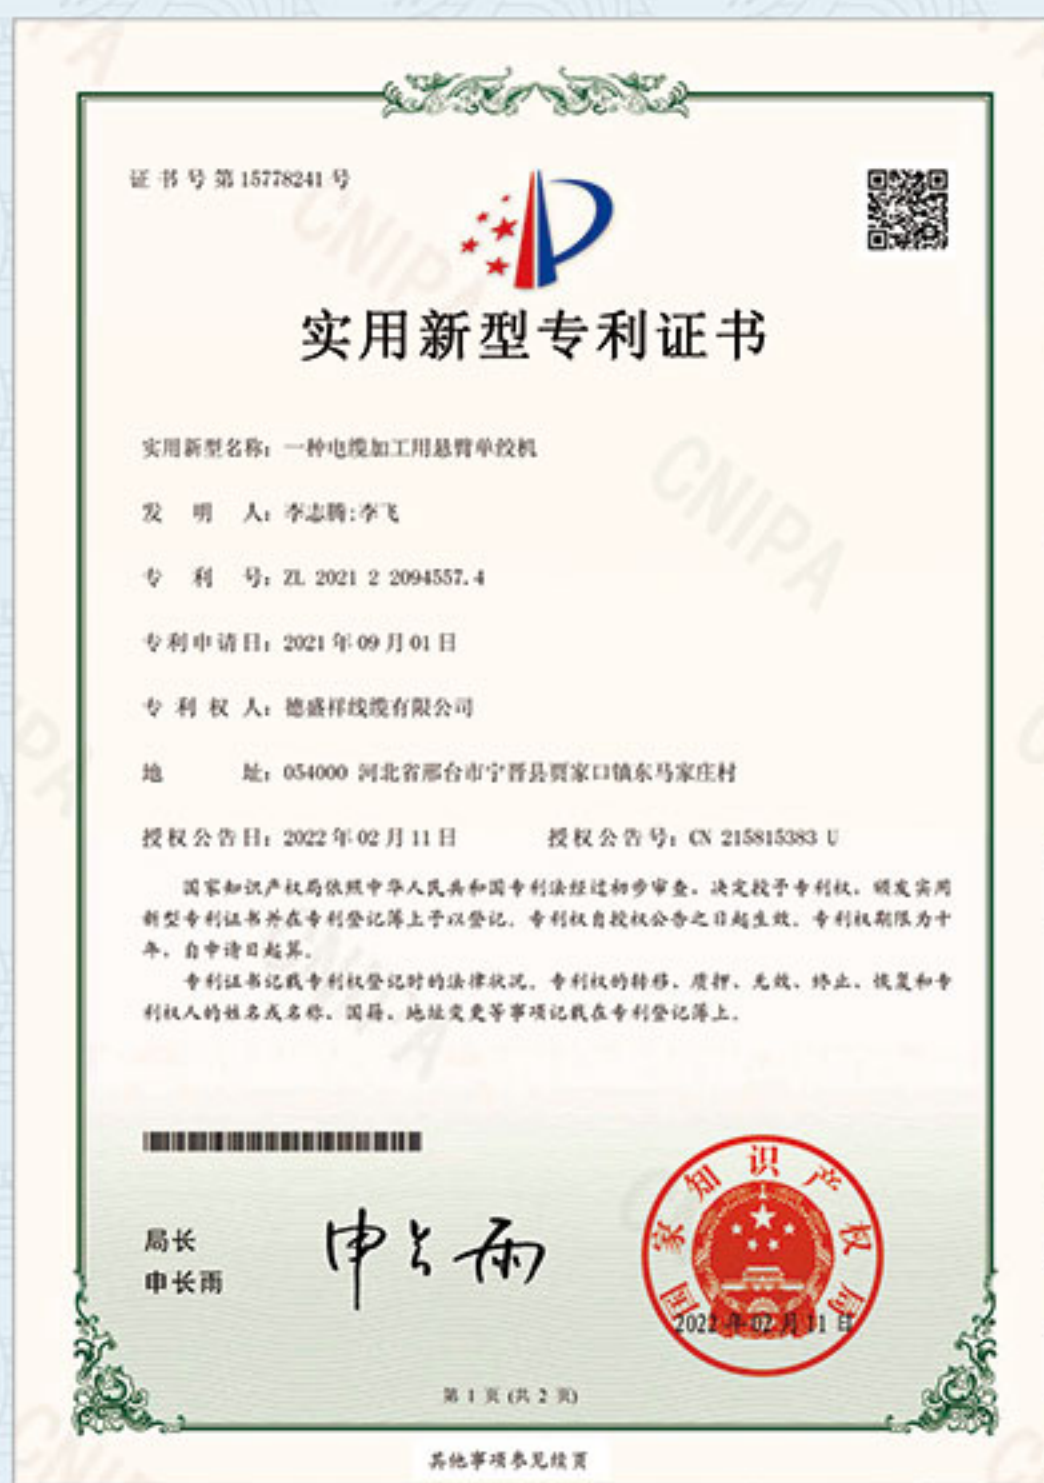 证书号第15778241号
实用新型专利证书
实用新型名称：一种电缆加工用悬臂单绞机
发明人：李志腾;李飞
专利号：ZL 2021 2 2094557.4
专利申请日：2021年09月01日
专利权人：德盛祥线缆有限公司
地址：054000 河北省邢台市宁晋县贾家口镇东马家庄村
授权公告日：2022年02月11日 授权公告号：CN 215815383 U
国家知识产权局依照中华人民共和国专利法经过初步审查，决定授予专利权，颁发实用
新型专利证书并在专利登记簿上予以登记。专利权自授权公告之日起生效。专利权期限为十
年，自申请日起算。
专利证书记载专利权登记时的法律状况。专利权的转移、质押、无效、终止、恢复和专
利权人的姓名或名称、国籍、地址变更等事项记载在专利登记簿上。
局长
申长雨
申长雨
国家知识产权局
2022年02月11日
第 1 页 (共 2 页)
其他事项参见续页
CNIPA
CNIPA